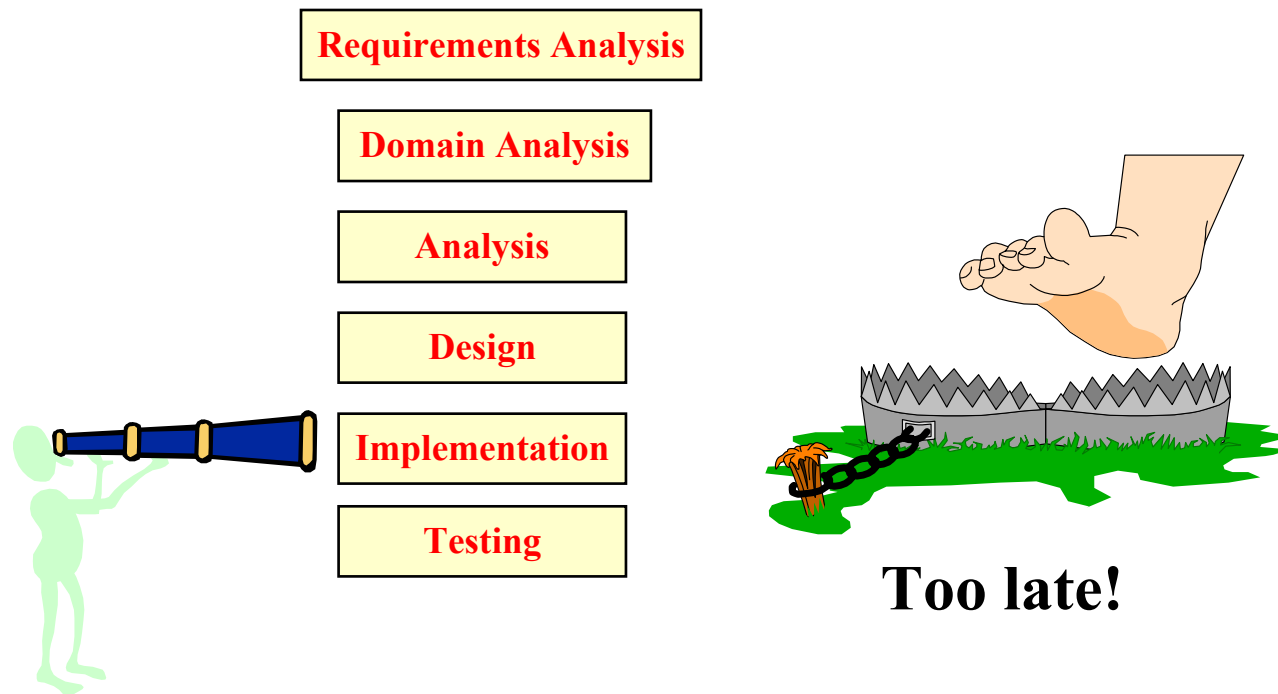 Requirements Analysis
Domain Analysis
Analysis
Design
Implementation
Testing
Too late!